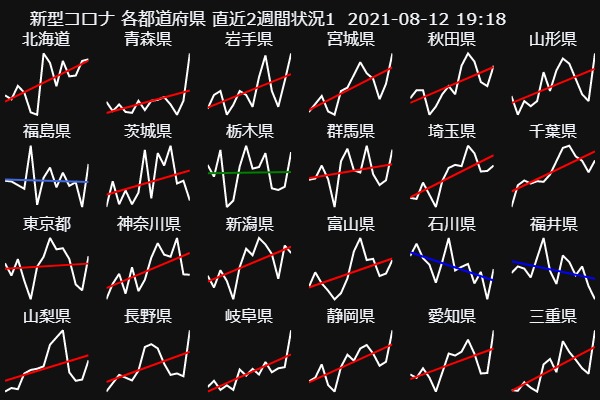 新型コロナ 各都道府県 直近2週間状況1 2021-08-12 19:18
北海道 青森県 岩手県 宮城県 秋田県 山形県
福島県 茨城県 栃木県 群馬県 埼玉県 千葉県
東京都 神奈川県 新潟県 富山県 石川県 福井県
山梨県 長野県 岐阜県 静岡県 愛知県 三重県